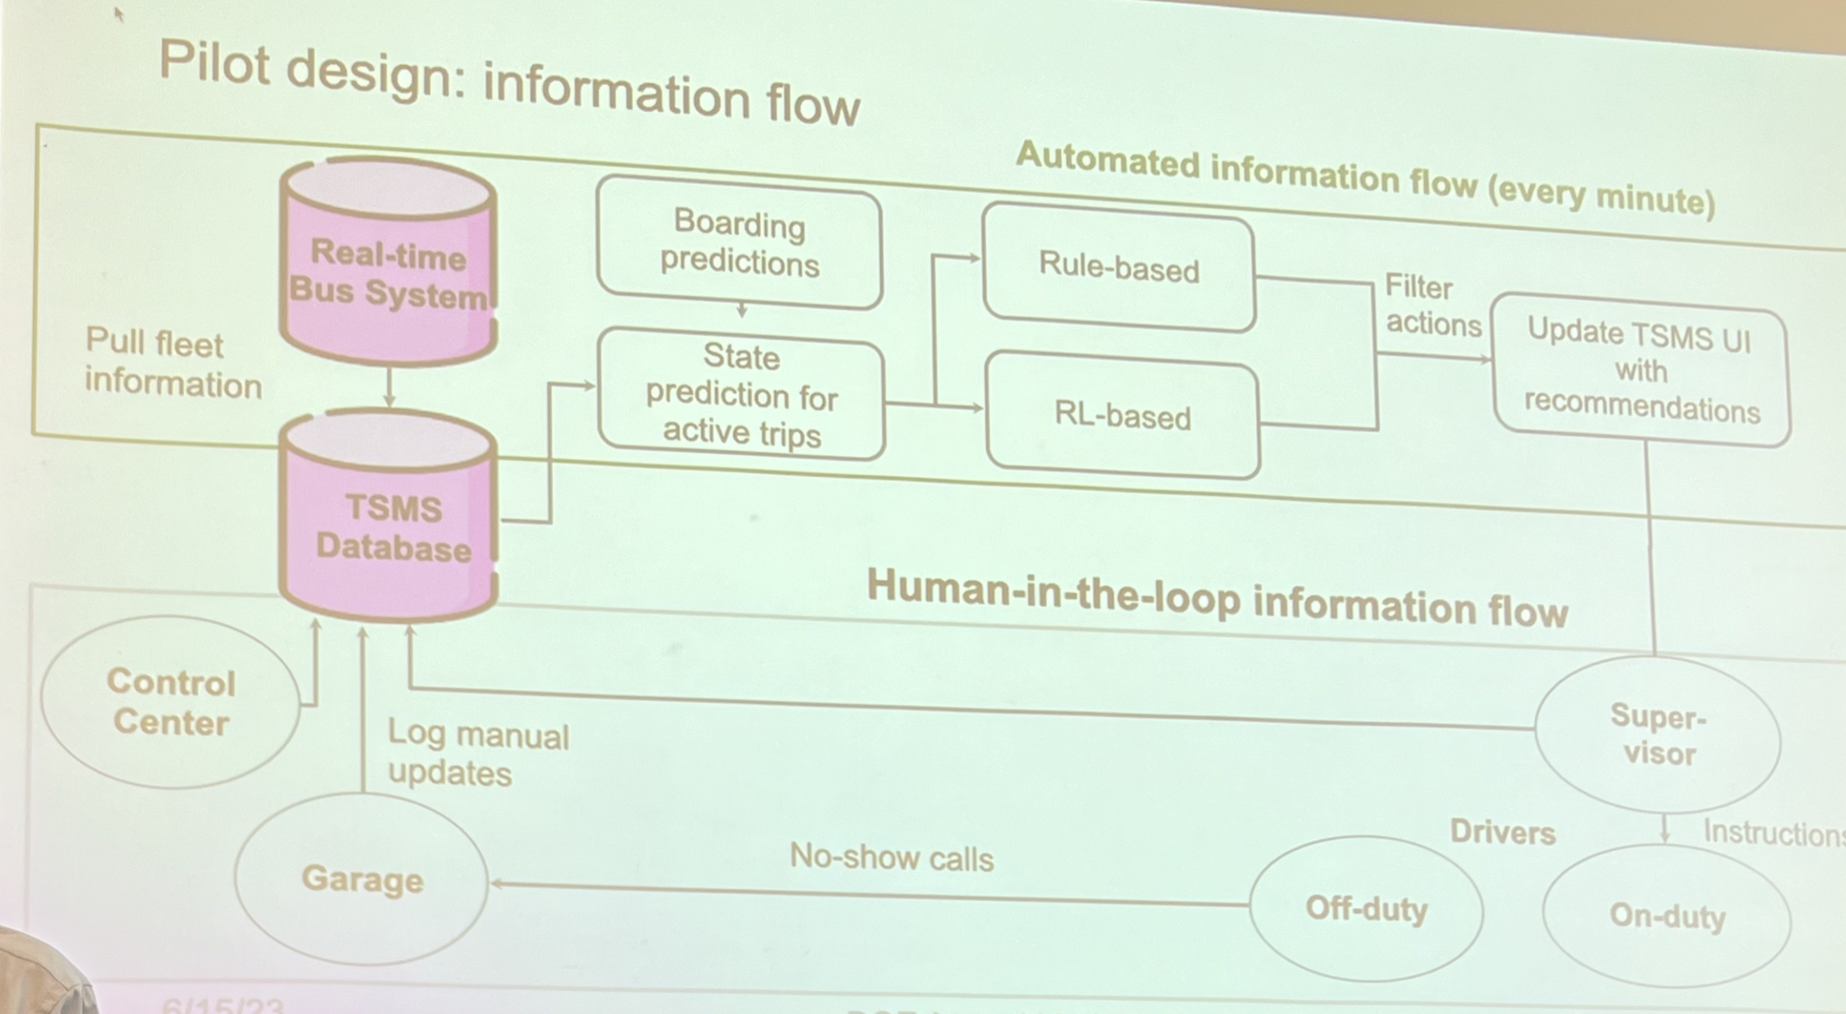 Pilot design: information flow
Automated information flow (every minute)
Real-time
Bus System
Boarding
predictions
Rule-based
Filter
actions
Update TSMS UI
with
recommendations
Pull fleet
information
State
prediction for
active trips
RL-based
TSMS
Database
Human-in-the-loop information flow
Control
Center
Log manual
updates
Super-
visor
Drivers
Instructions
Garage
No-show calls
Off-duty
On-duty
6/15/23